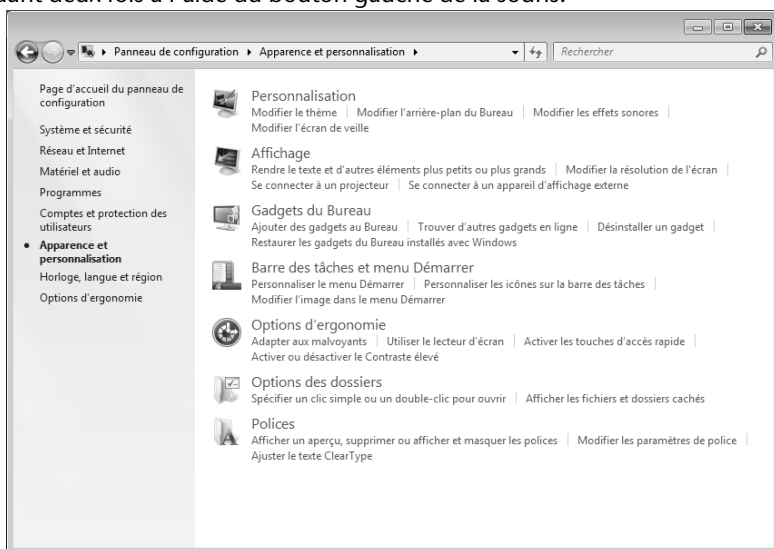 deux fois à l'aide du bouton gauche de la souris.
Panneau de configuration ▸ Apparence et personnalisation ▸ Rechercher
Page d'accueil du panneau de
configuration
Système et sécurité
Réseau et Internet
Matériel et audio
Programmes
Comptes et protection des
utilisateurs
• Apparence et
personnalisation
Horloge, langue et région
Options d'ergonomie
Personnalisation
Modifier le thème | Modifier l'arrière-plan du Bureau | Modifier les effets sonores |
Modifier l'écran de veille
Affichage
Rendre le texte et d'autres éléments plus petits ou plus grands | Modifier la résolution de l'écran |
Se connecter à un projecteur | Se connecter à un appareil d'affichage externe
Gadgets du Bureau
Ajouter des gadgets au Bureau | Trouver d'autres gadgets en ligne | Désinstaller un gadget |
Restaurer les gadgets du Bureau installés avec Windows
Barre des tâches et menu Démarrer
Personnaliser le menu Démarrer | Personnaliser les icônes sur la barre des tâches |
Modifier l'image dans le menu Démarrer
Options d'ergonomie
Adapter aux malvoyants | Utiliser le lecteur d'écran | Activer les touches d'accès rapide |
Activer ou désactiver le Contraste élevé
Options des dossiers
Spécifier un clic simple ou un double-clic pour ouvrir | Afficher les fichiers et dossiers cachés
Polices
Afficher un aperçu, supprimer ou afficher et masquer les polices | Modifier les paramètres de police |
Ajuster le texte ClearType